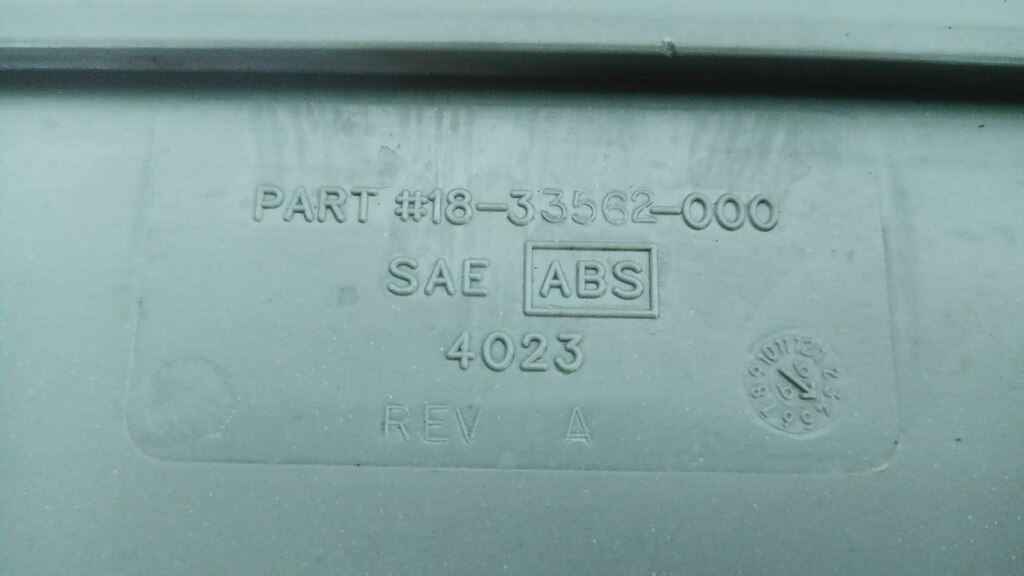 PART #18-33562-000
SAE ABS
4023
REV A